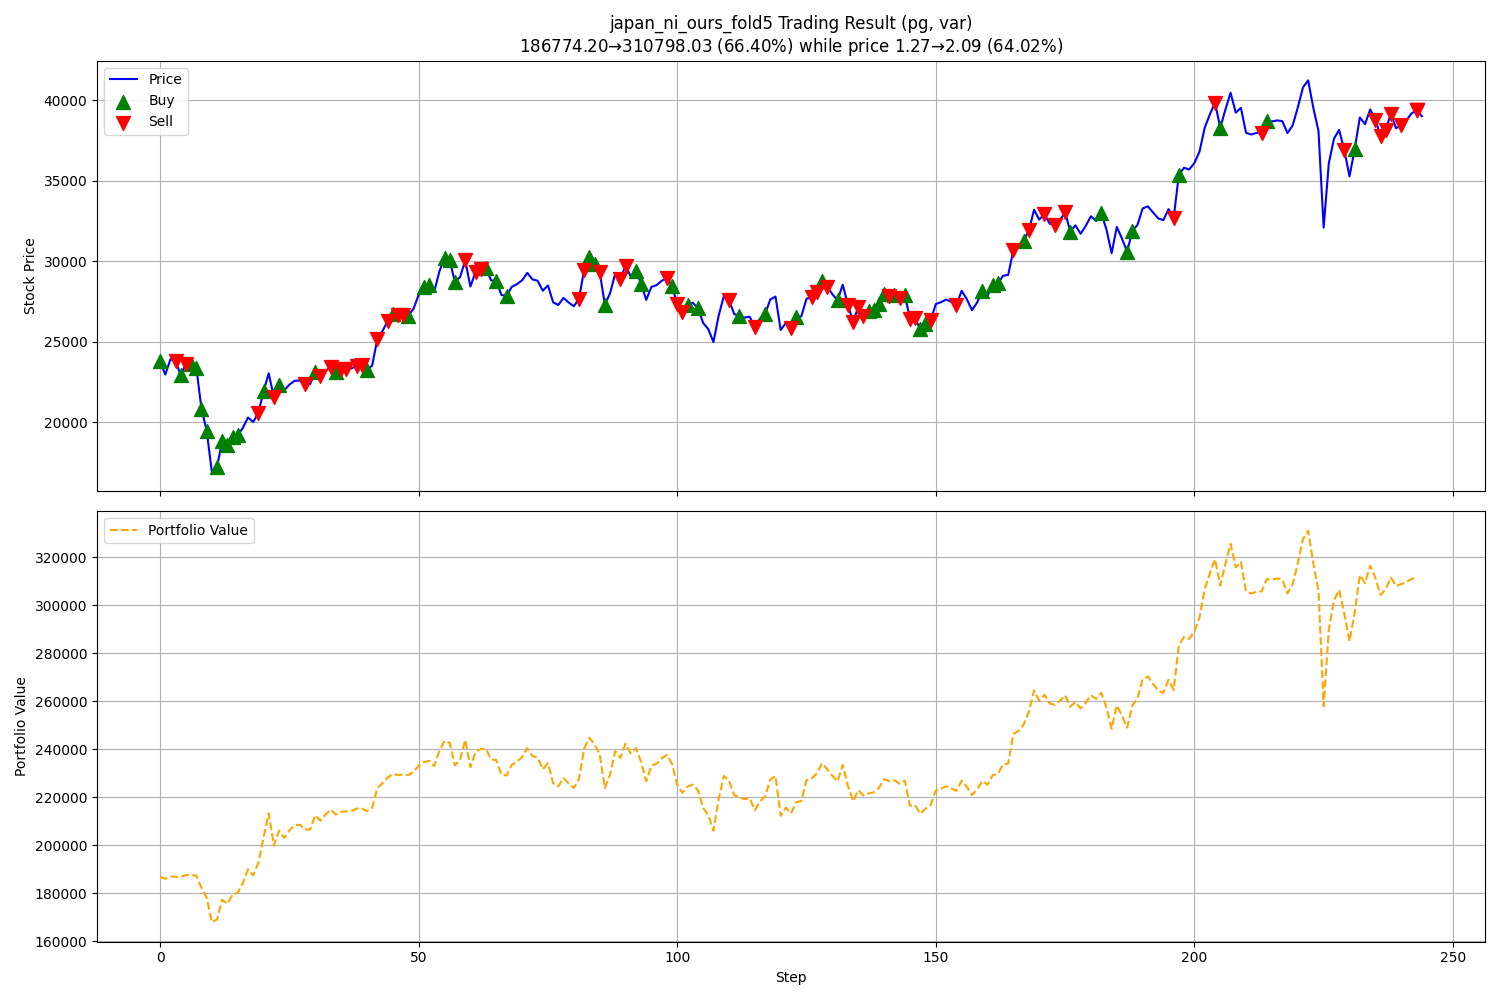 japan_ni_ours_fold5 Trading Result (pg, var)
186774.20→310798.03 (66.40%) while price 1.27→2.09 (64.02%)
Price
Buy
Sell
40000
35000
30000
25000
20000
Stock Price
Portfolio Value
320000
300000
280000
260000
240000
220000
200000
180000
160000
Portfolio Value
0
50
100
150
200
250
Step